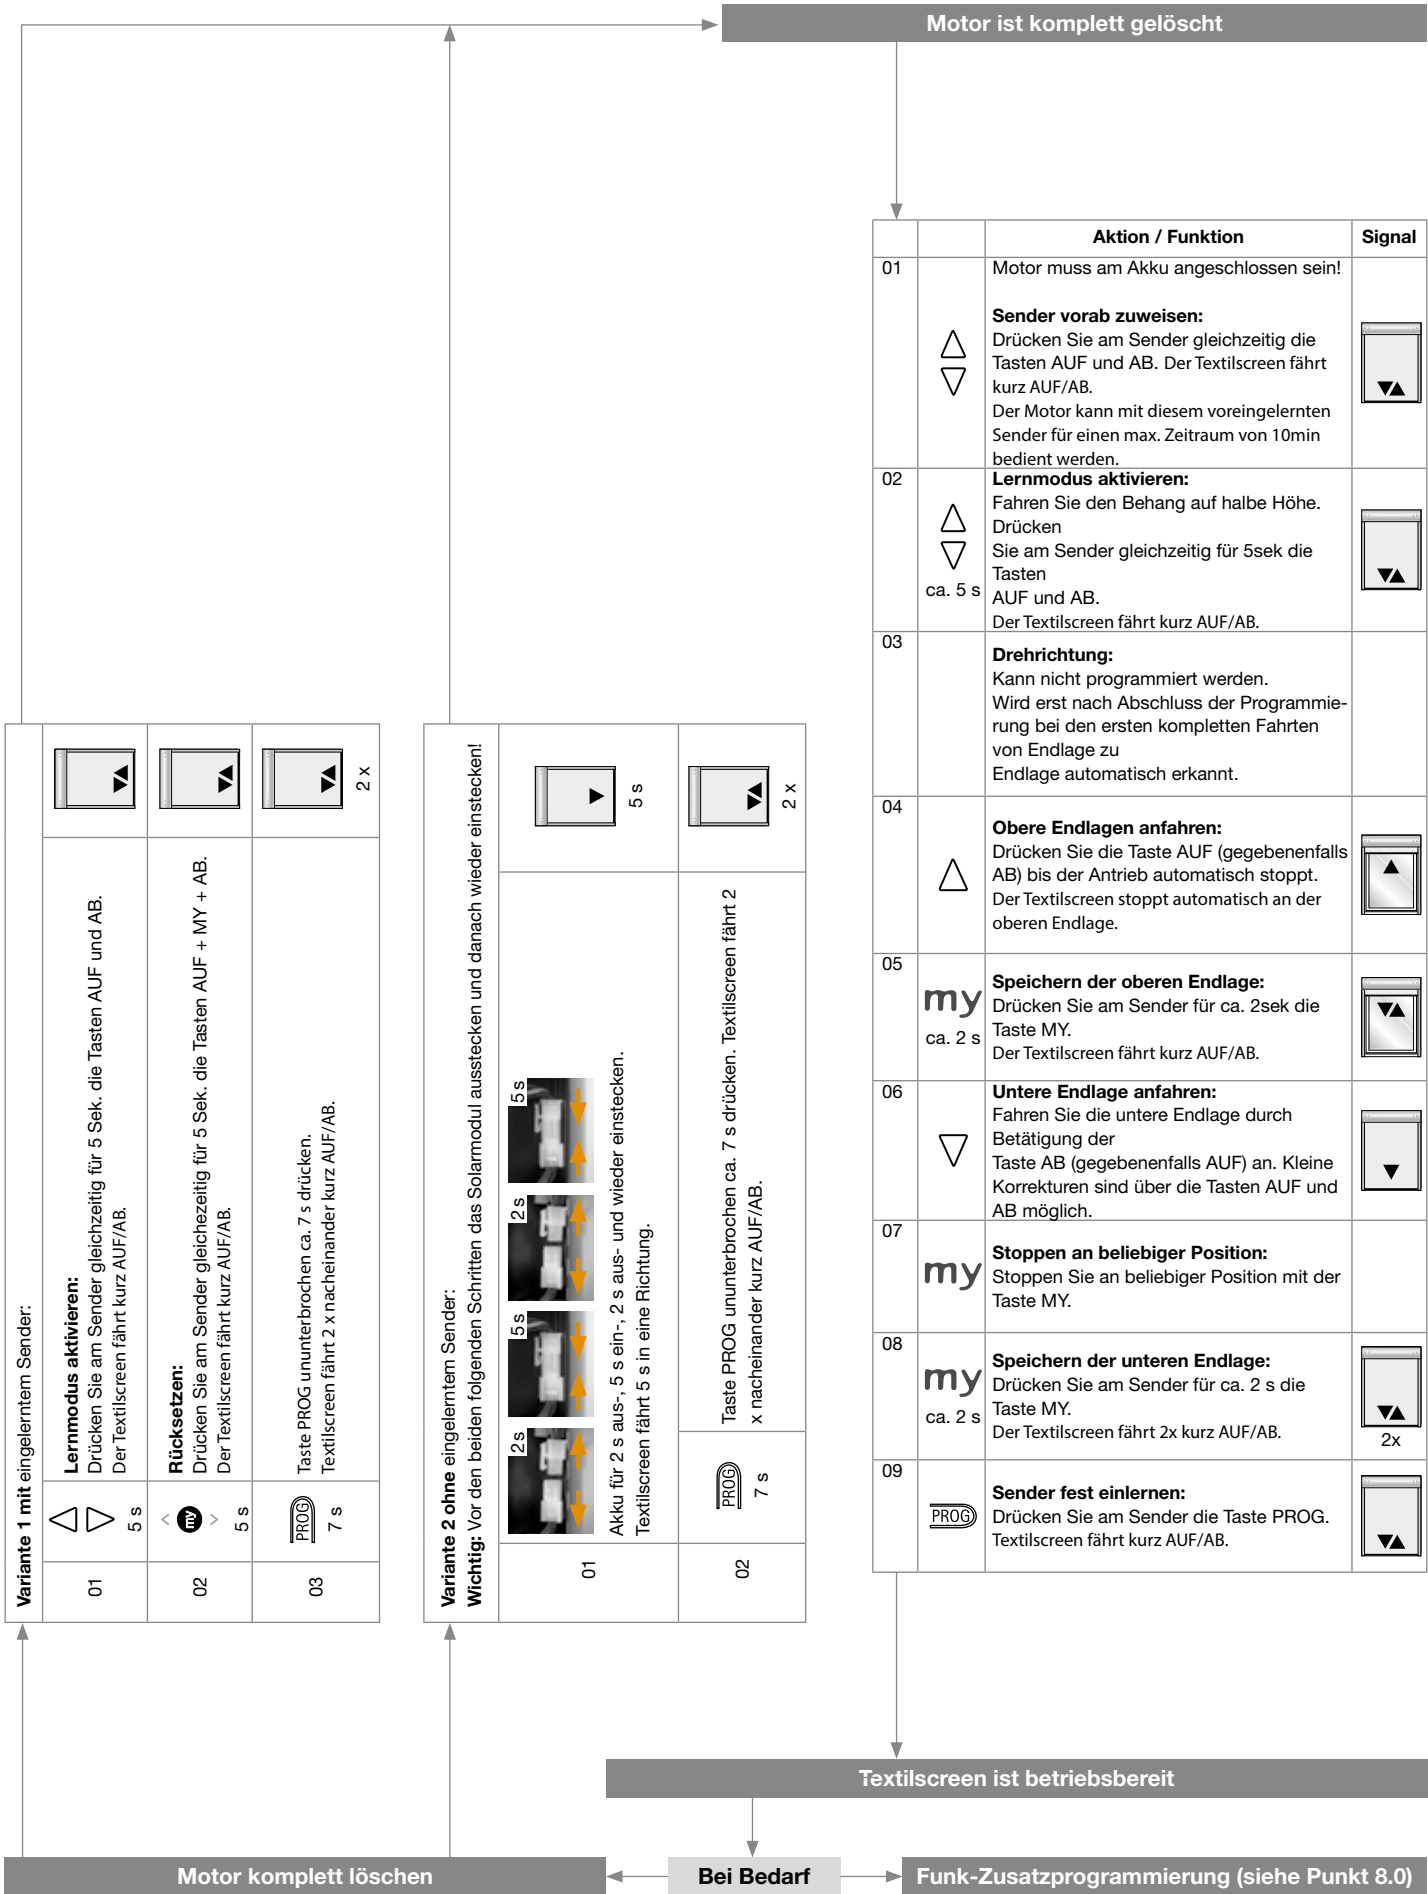 Motor ist komplett gelöscht
Aktion / Funktion
Signal
01
Motor muss am Akku angeschlossen sein!
Sender vorab zuweisen:
Drücken Sie am Sender gleichzeitig die
Tasten AUF und AB. Der Textilscreen fährt
kurz AUF/AB.
Der Motor kann mit diesem voreingelernten
Sender für einen max. Zeitraum von 10min
bedient werden.
02
ca. 5 s
Lernmodus aktivieren:
Fahren Sie den Behang auf halbe Höhe.
Drücken
Sie am Sender gleichzeitig für 5sek die
Tasten
AUF und AB.
Der Textilscreen fährt kurz AUF/AB.
03
Drehrichtung:
Kann nicht programmiert werden.
Wird erst nach Abschluss der Programmie-
rung bei den ersten kompletten Fahrten
von Endlage zu
Endlage automatisch erkannt.
04
Obere Endlagen anfahren:
Drücken Sie die Taste AUF (gegebenenfalls
AB) bis der Antrieb automatisch stoppt.
Der Textilscreen stoppt automatisch an der
oberen Endlage.
05
my
ca. 2 s
Speichern der oberen Endlage:
Drücken Sie am Sender für ca. 2sek die
Taste MY.
Der Textilscreen fährt kurz AUF/AB.
06
Untere Endlage anfahren:
Fahren Sie die untere Endlage durch
Betätigung der
Taste AB (gegebenenfalls AUF) an. Kleine
Korrekturen sind über die Tasten AUF und
AB möglich.
07
my
Stoppen an beliebiger Position:
Stoppen Sie an beliebiger Position mit der
Taste MY.
08
my
ca. 2 s
Speichern der unteren Endlage:
Drücken Sie am Sender für ca. 2 s die
Taste MY.
Der Textilscreen fährt 2x kurz AUF/AB.
2x
09
PROG
Sender fest einlernen:
Drücken Sie am Sender die Taste PROG.
Textilscreen fährt kurz AUF/AB.
Variante 1 mit eingelerntem Sender:
01
5 s
Lernmodus aktivieren:
Drücken Sie am Sender gleichzeitig für 5 Sek. die Tasten AUF und AB.
Der Textilscreen fährt kurz AUF/AB.
02
my
5 s
Rücksetzen:
Drücken Sie am Sender gleichezeitig für 5 Sek. die Tasten AUF + MY + AB.
Der Textilscreen fährt kurz AUF/AB.
03
PROG
7 s
Taste PROG ununterbrochen ca. 7 s drücken.
Textilscreen fährt 2 x nacheinander kurz AUF/AB.
2 x
Variante 2 ohne eingelerntem Sender:
Wichtig: Vor den beiden folgenden Schritten das Solarmodul ausstecken und danach wieder einstecken!
01
2s
5 s
2 s
5 s
Akku für 2 s aus-, 5 s ein-, 2 s aus- und wieder einstecken.
Textilscreen fährt 5 s in eine Richtung.
5 s
02
PROG
7 s
Taste PROG ununterbrochen ca. 7 s drücken. Textilscreen fährt 2
x nacheinander kurz AUF/AB.
2 x
Textilscreen ist betriebsbereit
Motor komplett löschen
Bei Bedarf
Funk-Zusatzprogrammierung (siehe Punkt 8.0)